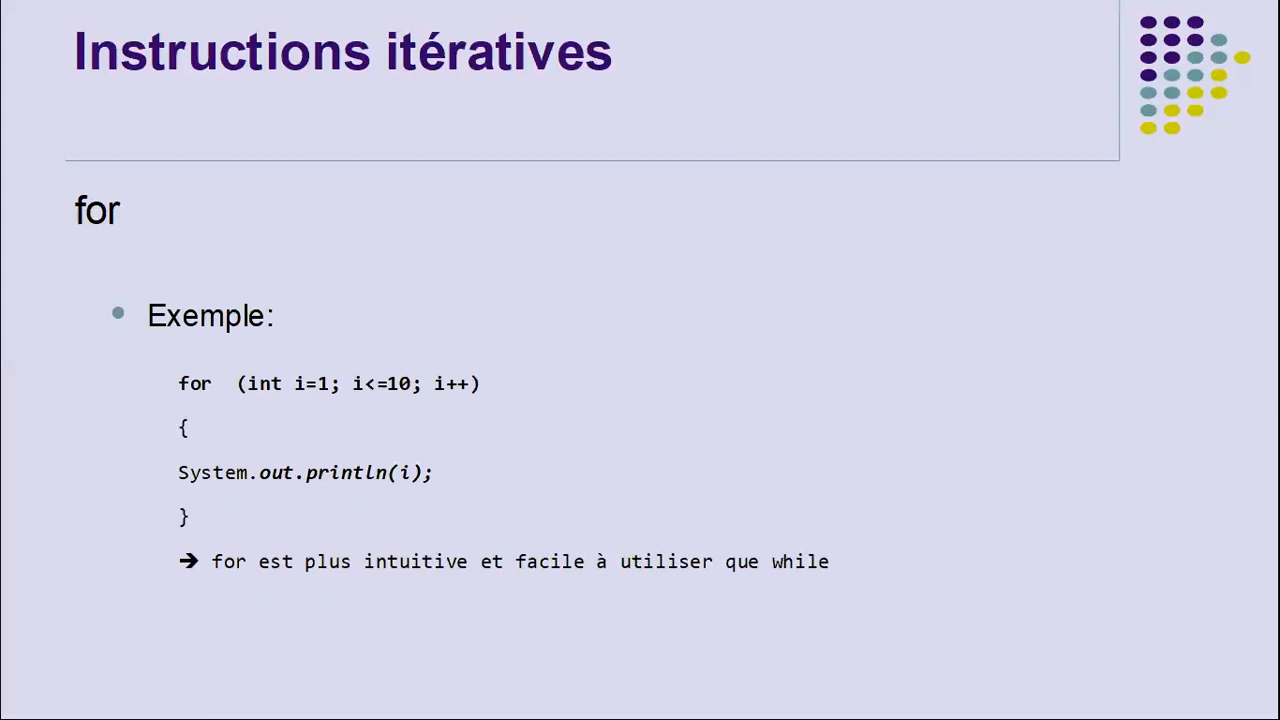 Instructions itératives
for
Exemple:
for (int i=1; i<=10; i++)
{
System.out.println(i);
}
➔ for est plus intuitive et facile à utiliser que while